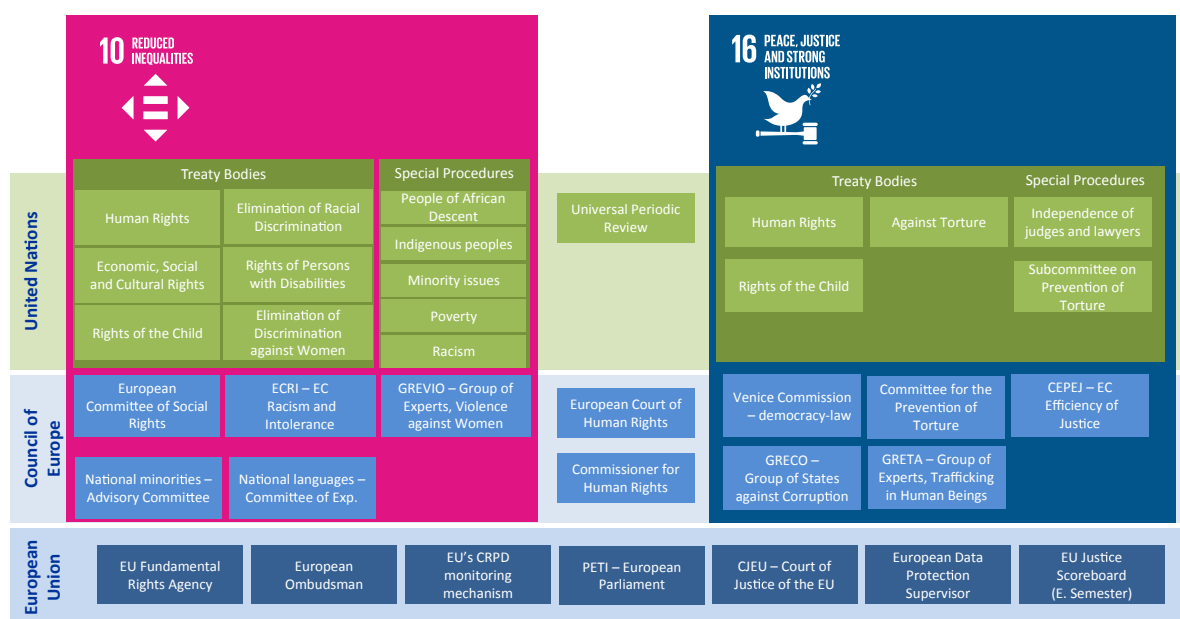 10 REDUCED
INEQUALITIES
16 PEACE, JUSTICE
AND STRONG
INSTITUTIONS
United Nations
Treaty Bodies
Human Rights
Elimination of Racial
Discrimination
Economic, Social
and Cultural Rights
Rights of Persons
with Disabilities
Rights of the Child
Elimination of
Discrimination
against Women
Special Procedures
People of African
Descent
Indigenous peoples
Minority issues
Poverty
Racism
Universal Periodic
Review
Treaty Bodies
Human Rights
Against Torture
Rights of the Child
Special Procedures
Independence of
judges and lawyers
Subcommittee on
Prevention of
Torture
Council of
Europe
European
Committee of Social
Rights
ECRI – EC
Racism and
Intolerance
GREVIO – Group of
Experts, Violence
against Women
National minorities –
Advisory Committee
National languages –
Committee of Exp.
European Court of
Human Rights
Commissioner for
Human Rights
Venice Commission
– democracy-law
Committee for the
Prevention of
Torture
CEPEJ – EC
Efficiency of
Justice
GRECO –
Group of States
against Corruption
GRETA – Group of
Experts, Trafficking
in Human Beings
European
Union
EU Fundamental
Rights Agency
European
Ombudsman
EU's CRPD
monitoring
mechanism
PETI – European
Parliament
CJEU – Court of
Justice of the EU
European Data
Protection
Supervisor
EU Justice
Scoreboard
(E. Semester)